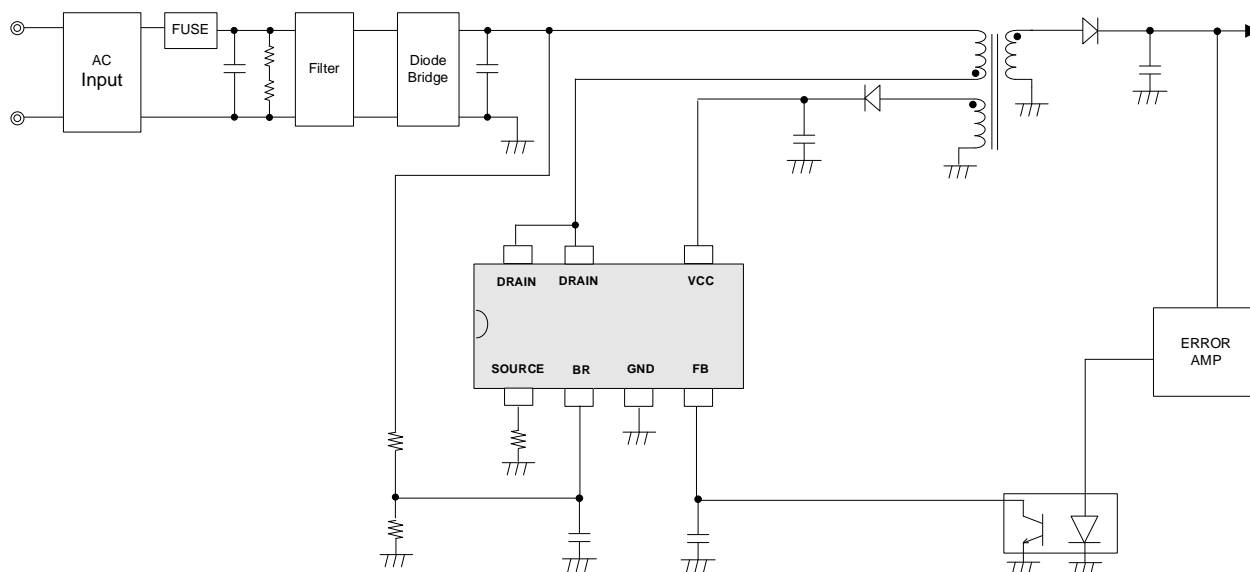 FUSE
AC
Input
Filter
Diode
Bridge
DRAIN
DRAIN
VCC
SOURCE
BR
GND
FB
ERROR
AMP